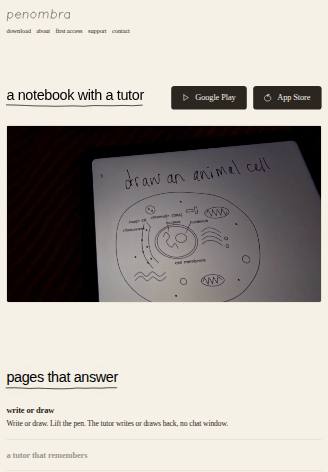 penombra
download about first access support contact
a notebook with a tutor
Google Play
App Store
draw an animal cell
cell membrane
pages that answer
write or draw
Write or draw. Lift the pen. The tutor writes or draws back, no chat window.
a tutor that remembers